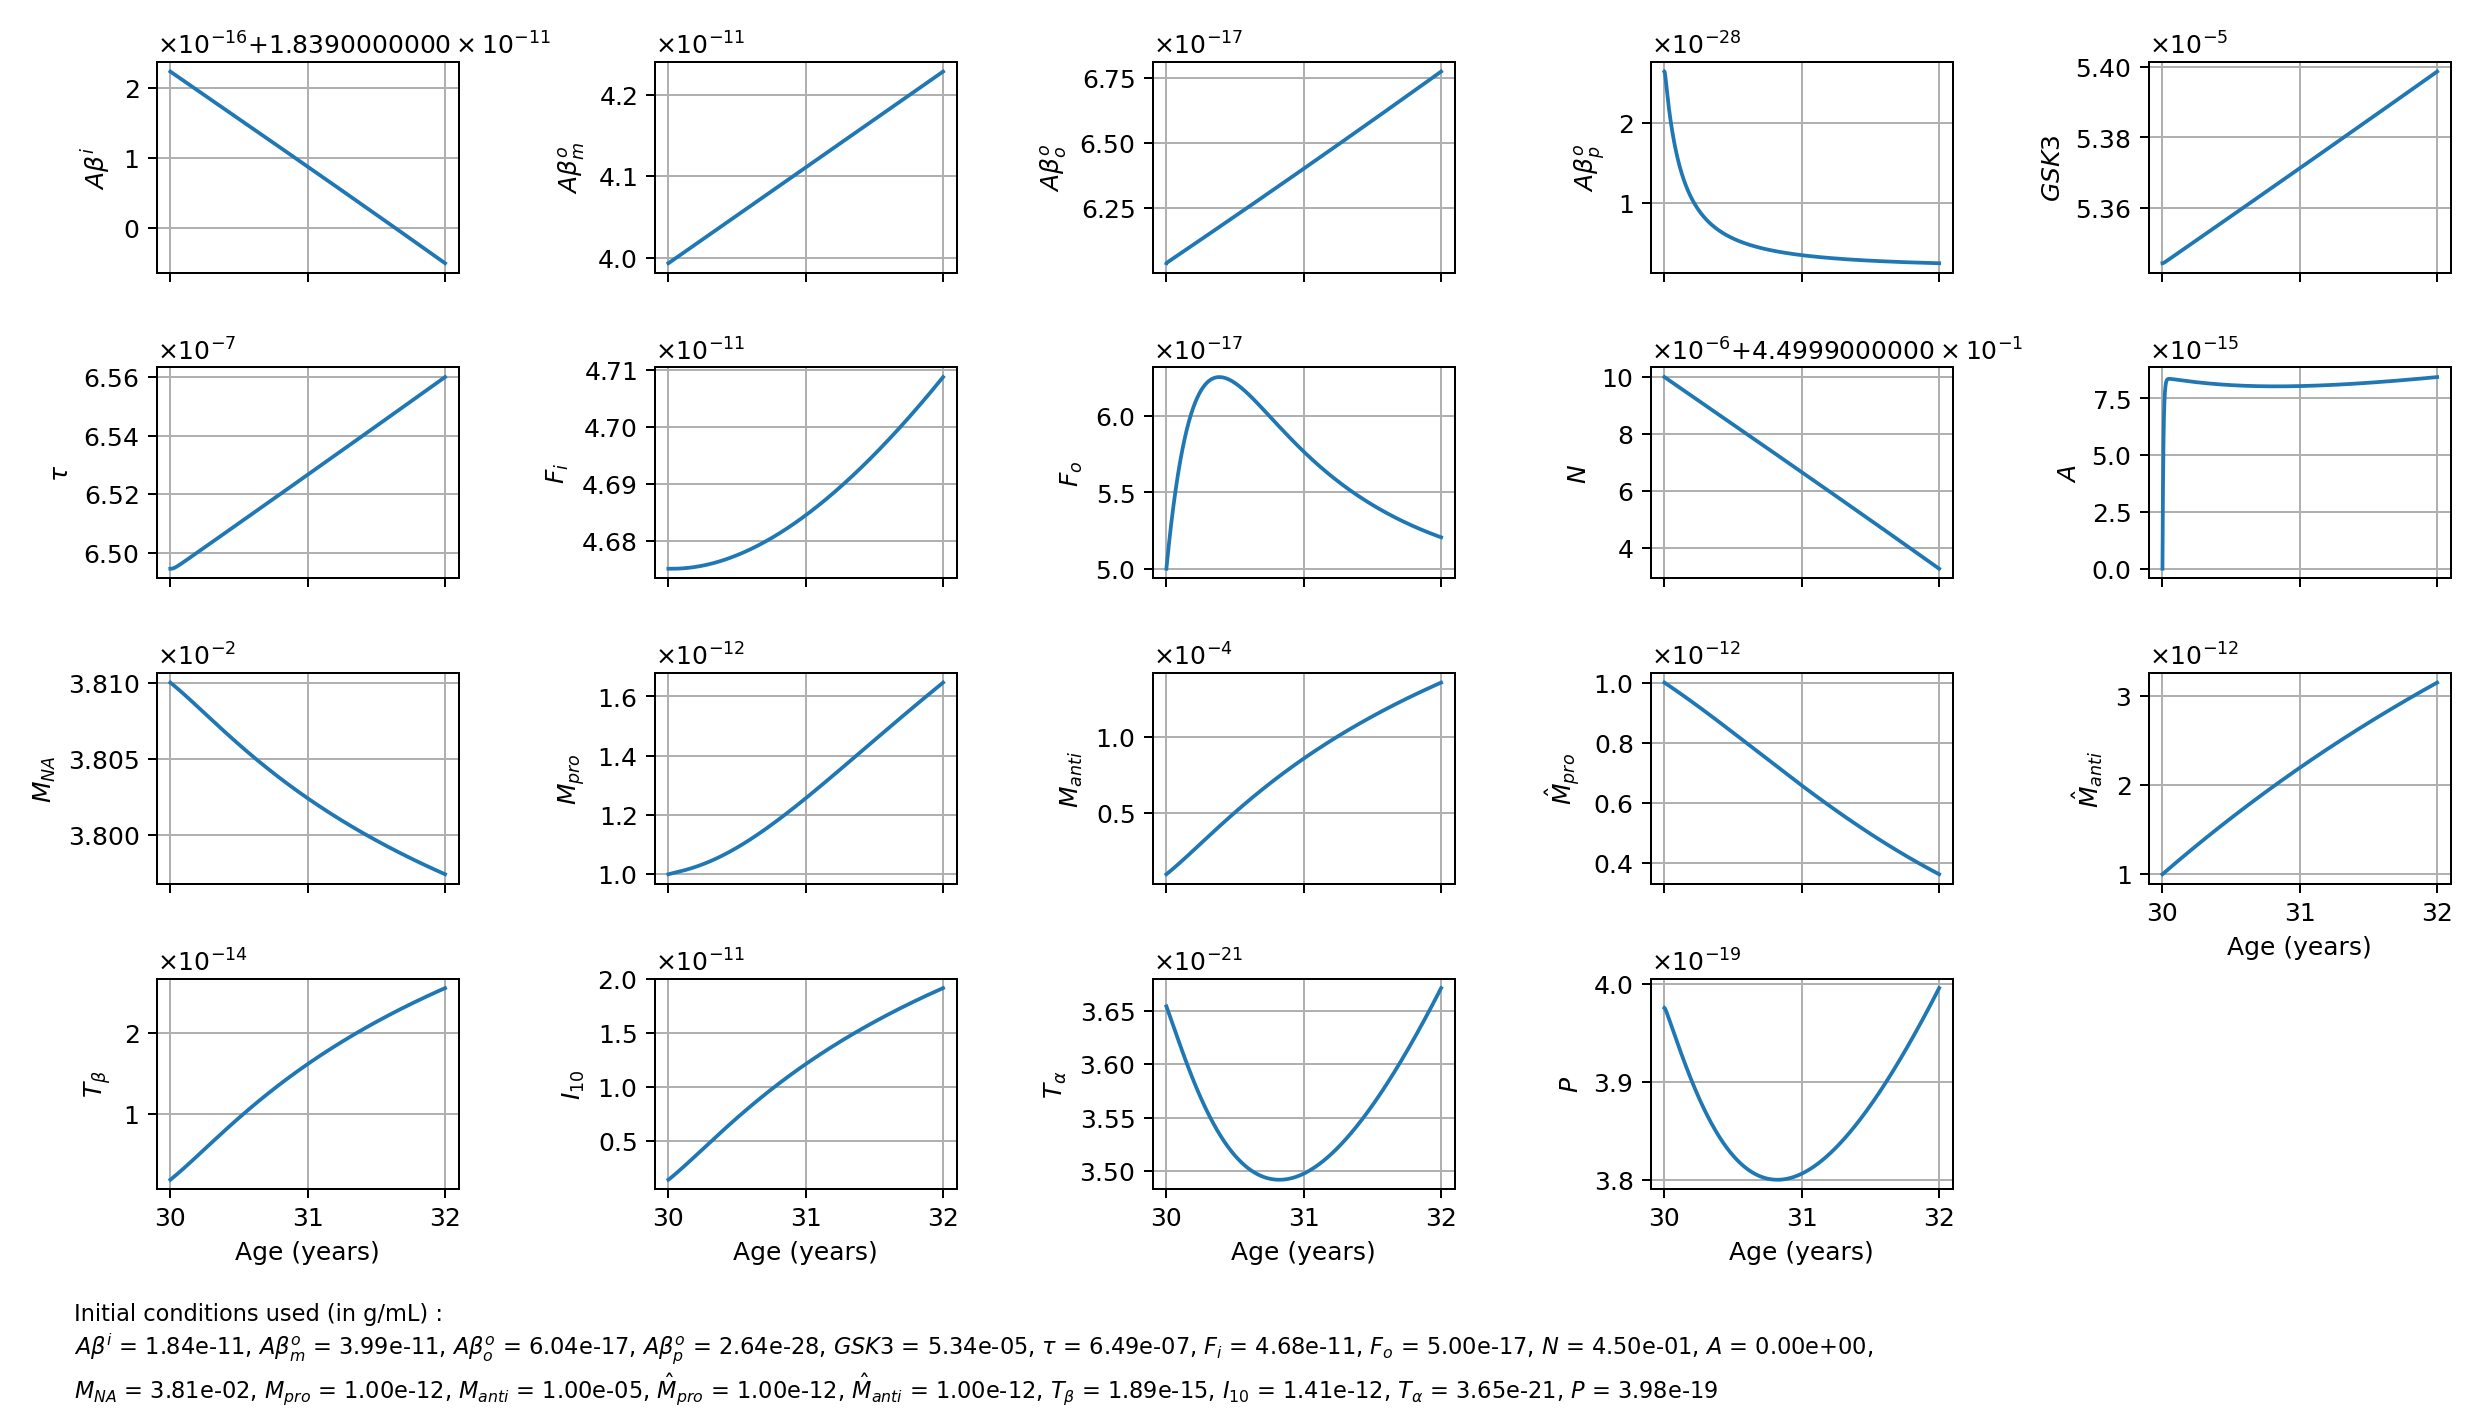 ×10⁻¹⁶+1.8390000000 × 10⁻¹¹ ×10⁻¹¹ ×10⁻¹⁷ ×10⁻²⁸ ×10⁻⁵
Aβⁱ 2 1 0
Aβₘᵒ 4.2 4.1 4.0
Aβₒᵒ 6.75 6.50 6.25
Aβₚᵒ 2 1
GSK3 5.40 5.38 5.36
×10⁻⁷ ×10⁻¹¹ ×10⁻¹⁷ ×10⁻⁶+4.4999000000 × 10⁻¹ ×10⁻¹⁵
τ 6.56 6.54 6.52 6.50
Fᵢ 4.71 4.70 4.69 4.68
Fₒ 6.0 5.5 5.0
N 10 8 6 4
A 7.5 5.0 2.5 0.0
×10⁻² ×10⁻¹² ×10⁻⁴ ×10⁻¹² ×10⁻¹²
M_NA 3.810 3.805 3.800
M_pro 1.6 1.4 1.2 1.0
M_anti 1.0 0.5
M̂_pro 1.0 0.8 0.6 0.4
M̂_anti 3 2 1
30 31 32
Age (years)
×10⁻¹⁴ ×10⁻¹¹ ×10⁻²¹ ×10⁻¹⁹
T_β 2 1
I₁₀ 2.0 1.5 1.0 0.5
T_α 3.65 3.60 3.55 3.50
P 4.0 3.9 3.8
30 31 32 30 31 32 30 31 32 30 31 32
Age (years) Age (years) Age (years) Age (years)
Initial conditions used (in g/mL) :
Aβⁱ = 1.84e-11, Aβₘᵒ = 3.99e-11, Aβₒᵒ = 6.04e-17, Aβₚᵒ = 2.64e-28, GSK3 = 5.34e-05, τ = 6.49e-07, Fᵢ = 4.68e-11, Fₒ = 5.00e-17, N = 4.50e-01, A = 0.00e+00,
M_NA = 3.81e-02, M_pro = 1.00e-12, M_anti = 1.00e-05, M̂_pro = 1.00e-12, M̂_anti = 1.00e-12, T_β = 1.89e-15, I₁₀ = 1.41e-12, T_α = 3.65e-21, P = 3.98e-19